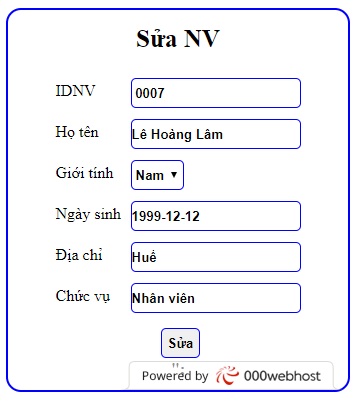 Sửa NV
IDNV 0007
Họ tên Lê Hoảng Lâm
Giới tính Nam
Ngày sinh 1999-12-12
Địa chỉ Huế
Chức vụ Nhân viên
Sửa
";
Powered by 000webhost